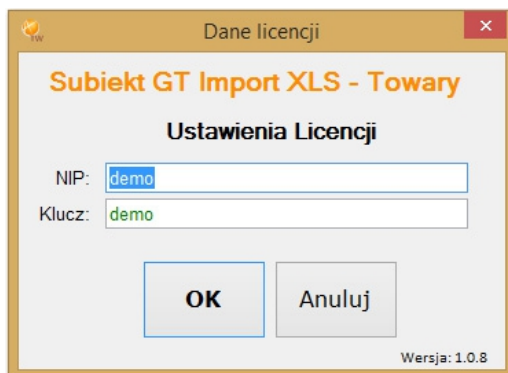 Dane licencji
Subiekt GT Import XLS - Towary
Ustawienia Licencji
NIP: demo
Klucz: demo
OK Anuluj
Wersja: 1.0.8